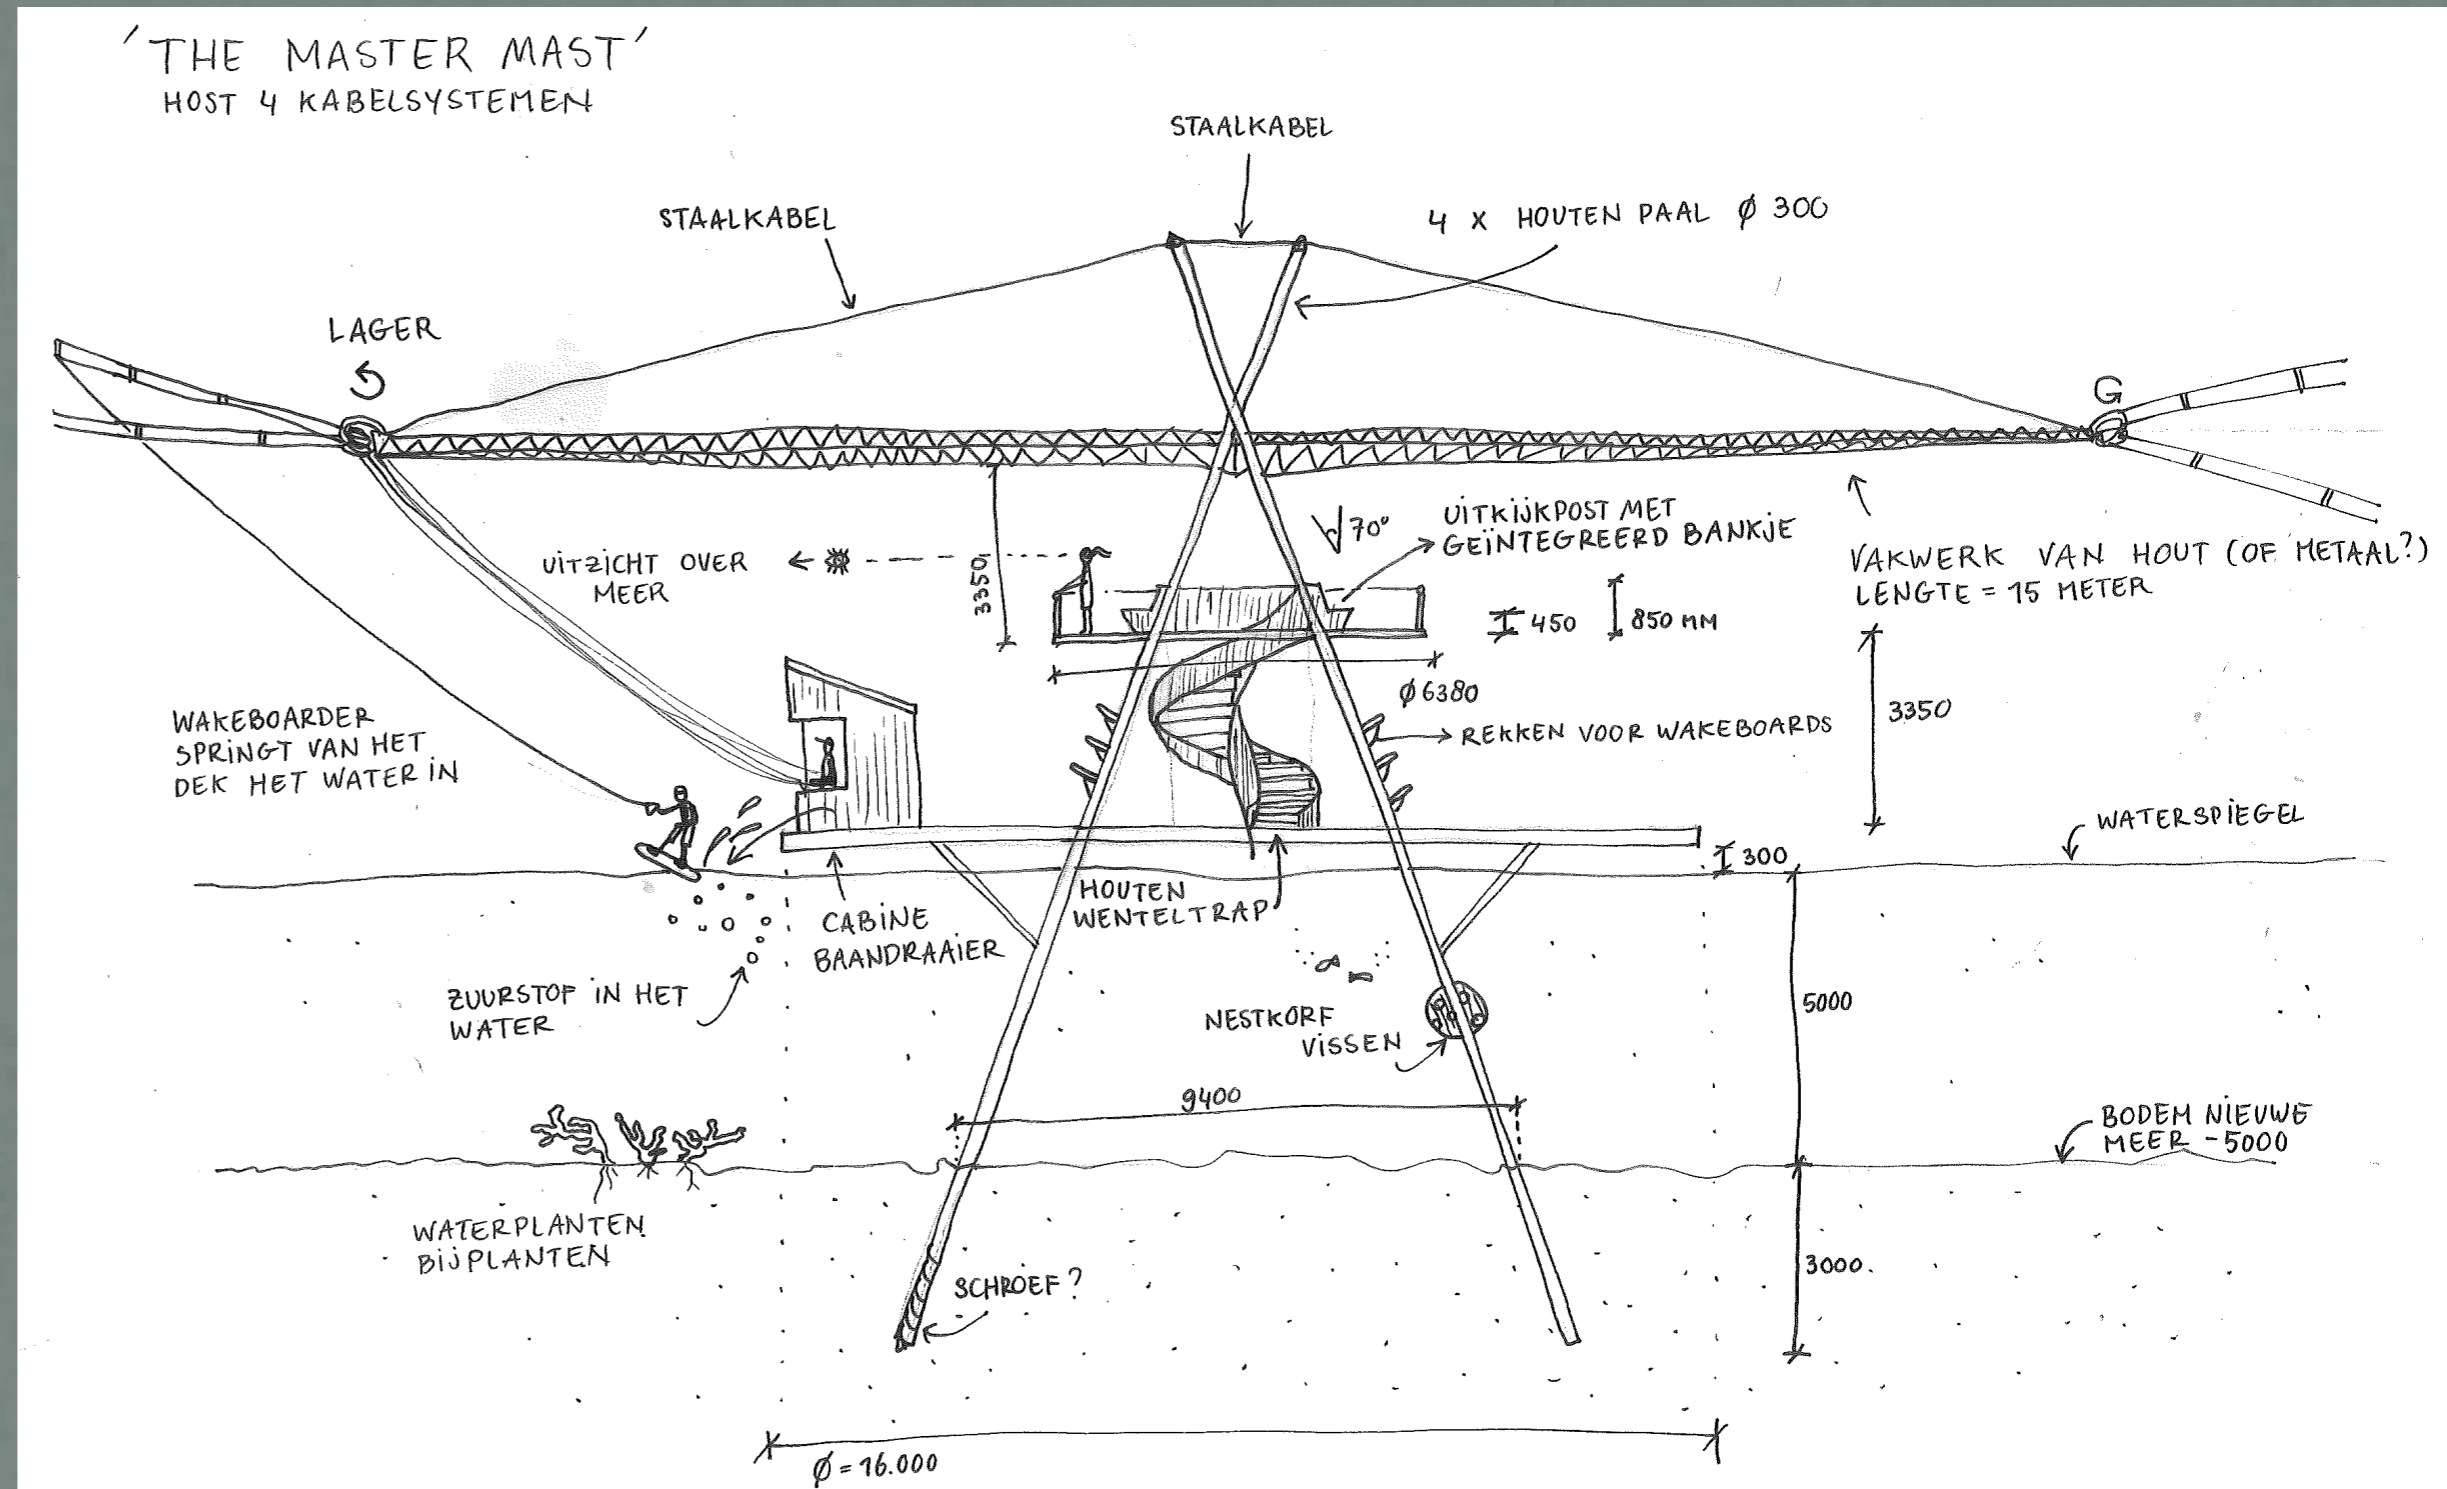 'THE MASTER MAST'
HOST 4 KABELSYSTEMEN
STAALKABEL
STAALKABEL
4 X HOUTEN PAAL Ø 300
LAGER
UITZICHT OVER
MEER
3350
70°
UITKIJKPOST MET
GEÏNTEGREERD BANKJE
VAKWERK VAN HOUT (OF METAAL?)
LENGTE = 15 METER
450
850 MM
Ø 6380
3350
REKKEN VOOR WAKEBOARDS
WAKEBOARDER
SPRINGT VAN HET
DEK HET WATER IN
WATERSPIEGEL
300
HOUTEN
WENTELTRAP
CABINE
BAANDRAAIER
ZUURSTOF IN HET
WATER
NESTKORF
VISSEN
5000
9400
BODEM NIEUWE
MEER -5000
WATERPLANTEN
BIJPLANTEN
SCHROEF?
3000
Ø = 16.000